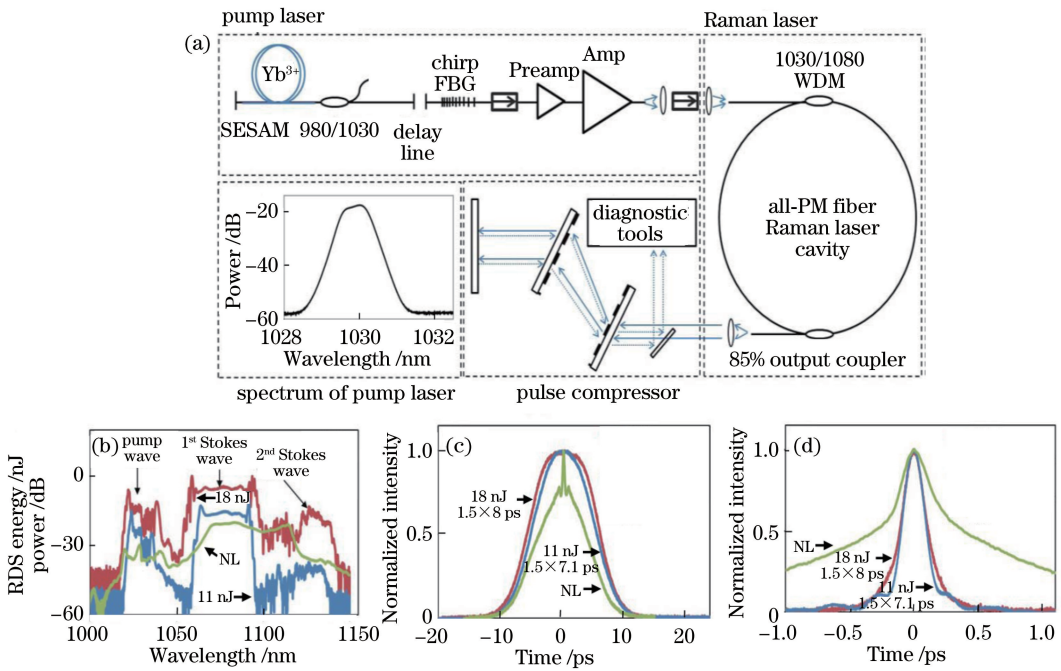 pump laser
Raman laser
(a)
Yb³⁺
chirp
FBG
Preamp
Amp
1030/1080
WDM
SESAM 980/1030
delay
line
−20
−40
−60
1028
1030
1032
Power /dB
Wavelength /nm
spectrum of pump laser
diagnostic
tools
pulse compressor
all-PM fiber
Raman laser
cavity
85% output coupler
(b)
pump
wave
1st Stokes
wave
2nd Stokes
wave
18 nJ
NL
11 nJ
0
−30
−60
1000
1050
1100
1150
RDS energy /nJ
power /dB
Wavelength /nm
(c)
1.0
0.5
0
−20
−10
0
10
20
18 nJ
1.5×8 ps
11 nJ
1.5×7.1 ps
NL
Normalized intensity
Time /ps
(d)
1.0
0.5
0
−1.0
−0.5
0
0.5
1.0
NL
18 nJ
1.5×8 ps
11 nJ
1.5×7.1 ps
Normalized intensity
Time /ps